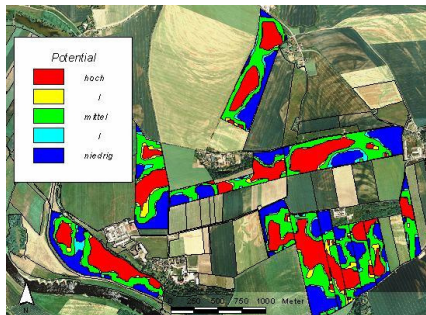 Potential
hoch
/
mittel
/
niedrig
0 250 500 750 1000 Meter
N